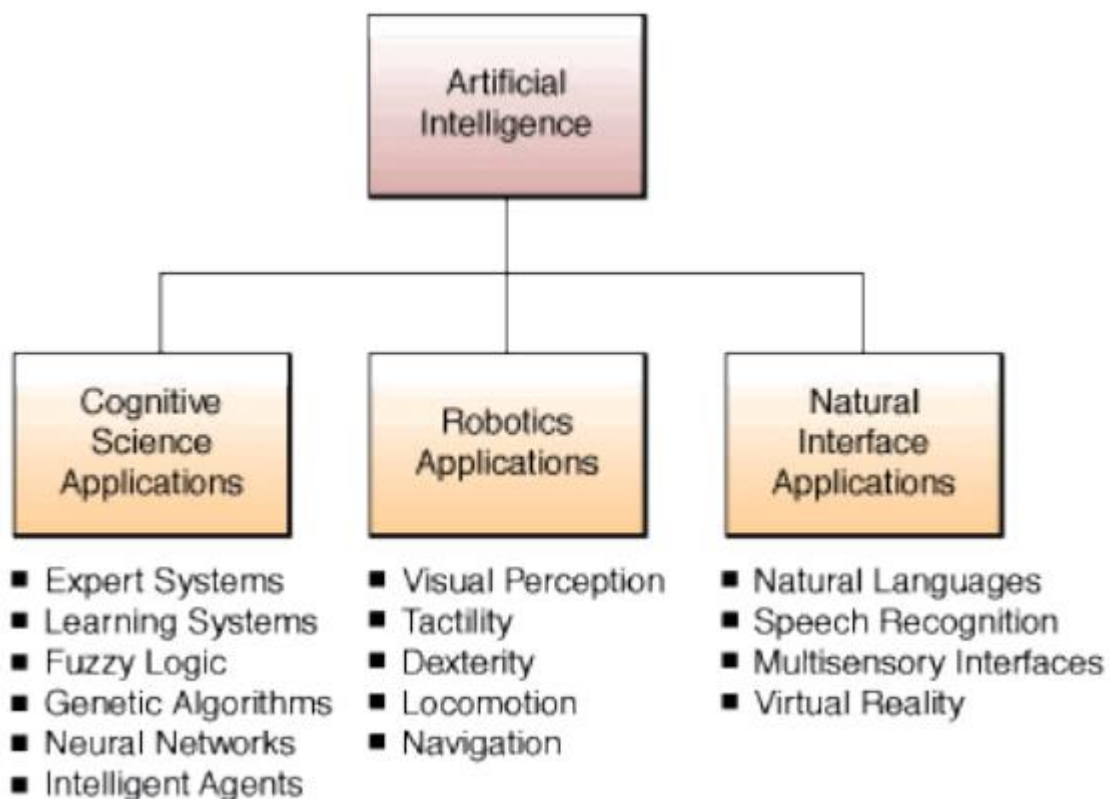 Artificial
Intelligence
Cognitive
Science
Applications
■ Expert Systems
■ Learning Systems
■ Fuzzy Logic
■ Genetic Algorithms
■ Neural Networks
■ Intelligent Agents
Robotics
Applications
■ Visual Perception
■ Tactility
■ Dexterity
■ Locomotion
■ Navigation
Natural
Interface
Applications
■ Natural Languages
■ Speech Recognition
■ Multisensory Interfaces
■ Virtual Reality